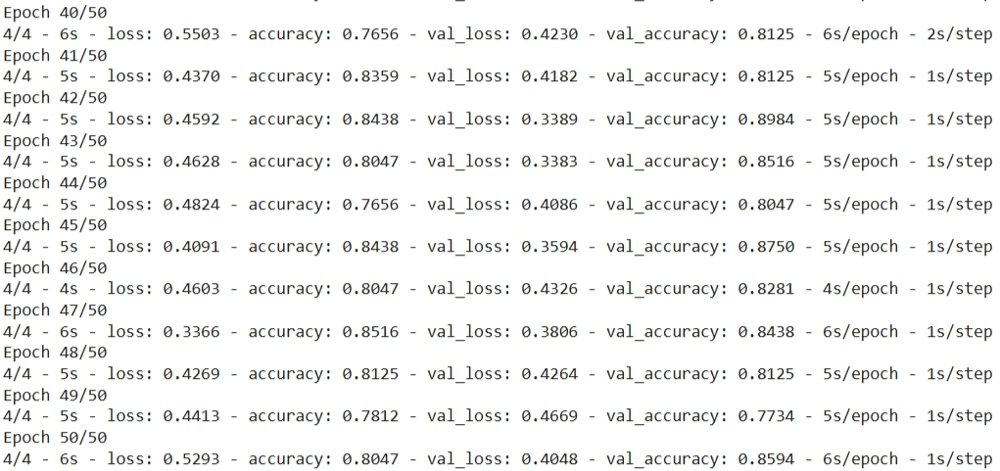 Epoch 40/50
4/4 - 6s - loss: 0.5503 - accuracy: 0.7656 - val_loss: 0.4230 - val_accuracy: 0.8125 - 6s/epoch - 2s/step
Epoch 41/50
4/4 - 5s - loss: 0.4370 - accuracy: 0.8359 - val_loss: 0.4182 - val_accuracy: 0.8125 - 5s/epoch - 1s/step
Epoch 42/50
4/4 - 5s - loss: 0.4592 - accuracy: 0.8438 - val_loss: 0.3389 - val_accuracy: 0.8984 - 5s/epoch - 1s/step
Epoch 43/50
4/4 - 5s - loss: 0.4628 - accuracy: 0.8047 - val_loss: 0.3383 - val_accuracy: 0.8516 - 5s/epoch - 1s/step
Epoch 44/50
4/4 - 5s - loss: 0.4824 - accuracy: 0.7656 - val_loss: 0.4086 - val_accuracy: 0.8047 - 5s/epoch - 1s/step
Epoch 45/50
4/4 - 5s - loss: 0.4091 - accuracy: 0.8438 - val_loss: 0.3594 - val_accuracy: 0.8750 - 5s/epoch - 1s/step
Epoch 46/50
4/4 - 4s - loss: 0.4603 - accuracy: 0.8047 - val_loss: 0.4326 - val_accuracy: 0.8281 - 4s/epoch - 1s/step
Epoch 47/50
4/4 - 6s - loss: 0.3366 - accuracy: 0.8516 - val_loss: 0.3806 - val_accuracy: 0.8438 - 6s/epoch - 1s/step
Epoch 48/50
4/4 - 5s - loss: 0.4269 - accuracy: 0.8125 - val_loss: 0.4264 - val_accuracy: 0.8125 - 5s/epoch - 1s/step
Epoch 49/50
4/4 - 5s - loss: 0.4413 - accuracy: 0.7812 - val_loss: 0.4669 - val_accuracy: 0.7734 - 5s/epoch - 1s/step
Epoch 50/50
4/4 - 6s - loss: 0.5293 - accuracy: 0.8047 - val_loss: 0.4048 - val_accuracy: 0.8594 - 6s/epoch - 1s/step